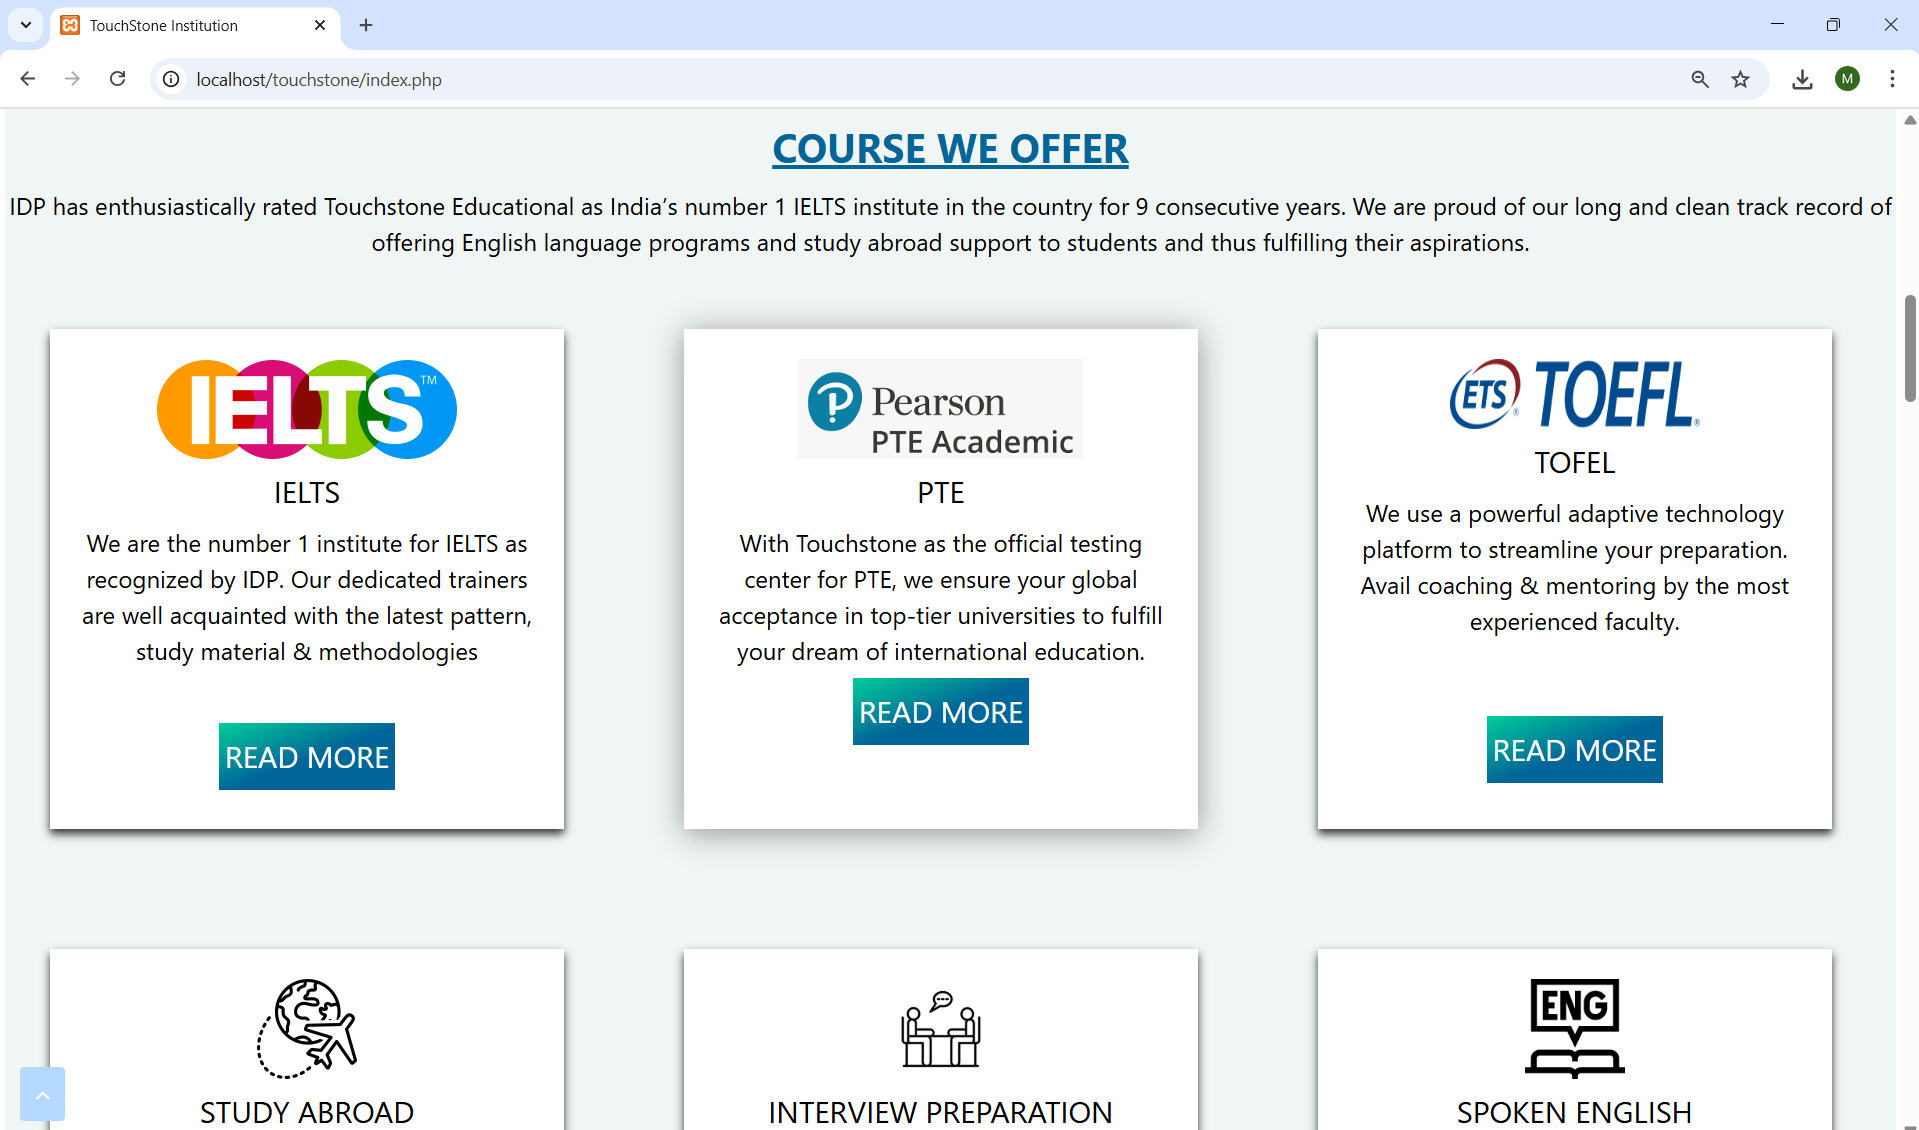 TouchStone Institution
localhost/touchstone/index.php
M
COURSE WE OFFER
IDP has enthusiastically rated Touchstone Educational as India’s number 1 IELTS institute in the country for 9 consecutive years. We are proud of our long and clean track record of
offering English language programs and study abroad support to students and thus fulfilling their aspirations.
IELTS™
IELTS
We are the number 1 institute for IELTS as
recognized by IDP. Our dedicated trainers
are well acquainted with the latest pattern,
study material & methodologies
READ MORE
Pearson
PTE Academic
PTE
With Touchstone as the official testing
center for PTE, we ensure your global
acceptance in top-tier universities to fulfill
your dream of international education.
READ MORE
ETS® TOEFL®
TOFEL
We use a powerful adaptive technology
platform to streamline your preparation.
Avail coaching & mentoring by the most
experienced faculty.
READ MORE
STUDY ABROAD
INTERVIEW PREPARATION
ENG
SPOKEN ENGLISH